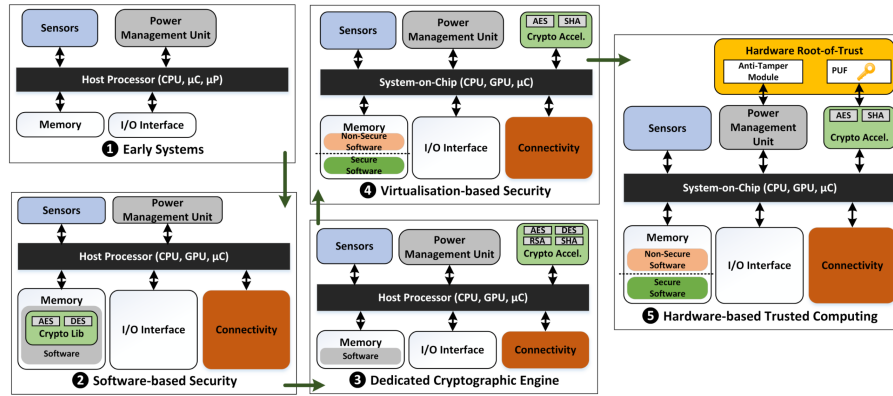 Sensors
Power
Management Unit
Host Processor (CPU, µC, µP)
Memory
I/O Interface
1 Early Systems
Sensors
Power
Management Unit
Host Processor (CPU, GPU, µC)
Memory
AES DES
Crypto Lib
Software
I/O Interface
Connectivity
2 Software-based Security
Sensors
Power
Management Unit
AES DES
RSA SHA
Crypto Accel.
Host Processor (CPU, GPU, µC)
Memory
Software
I/O Interface
Connectivity
3 Dedicated Cryptographic Engine
Sensors
Power
Management Unit
AES SHA
Crypto Accel.
System-on-Chip (CPU, GPU, µC)
Memory
Non-Secure
Software
Secure Software
I/O Interface
Connectivity
4 Virtualisation-based Security
Hardware Root-of-Trust
Anti-Tamper
Module
PUF
Sensors
Power
Management
Unit
AES SHA
Crypto
Accel.
System-on-Chip (CPU, GPU, µC)
Memory
Non-Secure
Software
Secure
Software
I/O Interface
Connectivity
5 Hardware-based Trusted Computing